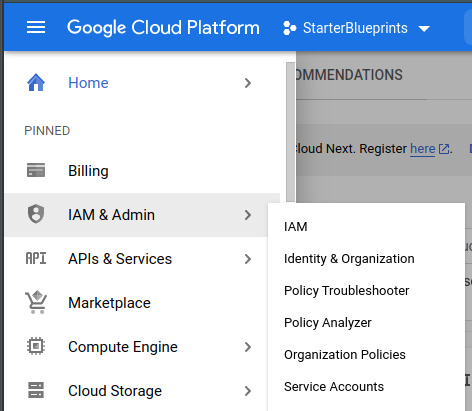 Google Cloud Platform
StarterBlueprints
Home
OMMENDATIONS
PINNED
Billing
loud Next. Register here
IAM & Admin
IAM
APIs & Services
API
Identity & Organization
Marketplace
Policy Troubleshooter
Policy Analyzer
Compute Engine
Organization Policies
Cloud Storage
Service Accounts